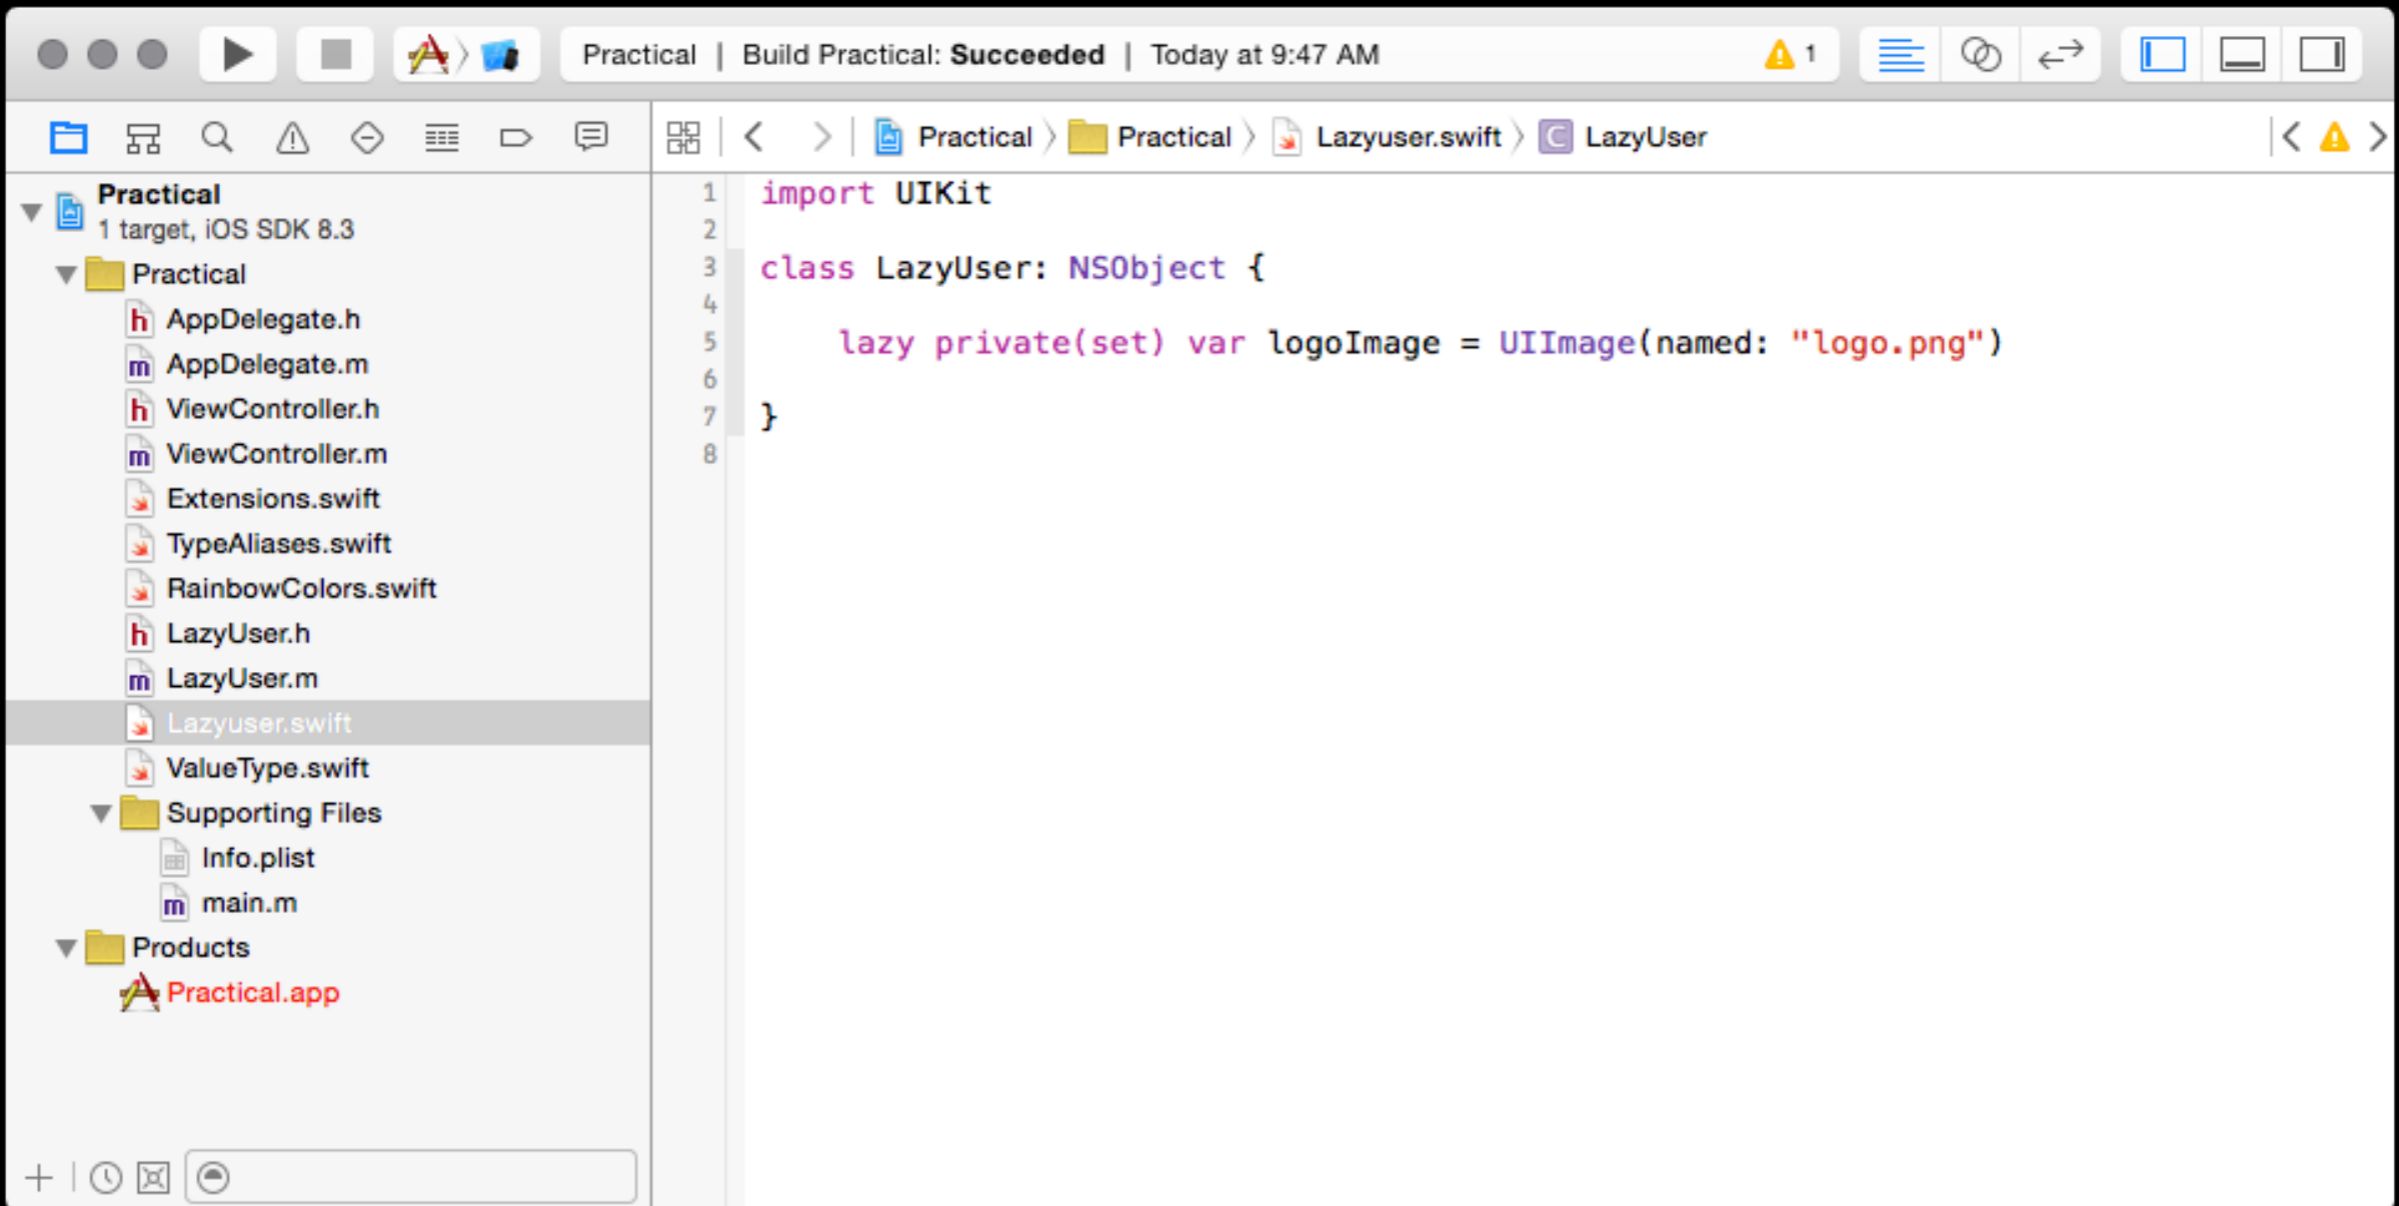 Practical | Build Practical: Succeeded | Today at 9:47 AM 1
Practical Practical Lazyuser.swift C LazyUser
Practical
1 target, iOS SDK 8.3
Practical
h AppDelegate.h
m AppDelegate.m
h ViewController.h
m ViewController.m
Extensions.swift
TypeAliases.swift
RainbowColors.swift
h LazyUser.h
m LazyUser.m
Lazyuser.swift
ValueType.swift
Supporting Files
Info.plist
m main.m
Products
Practical.app
1 import UIKit
2
3 class LazyUser: NSObject {
4
5 lazy private(set) var logoImage = UIImage(named: "logo.png")
6
7 }
8